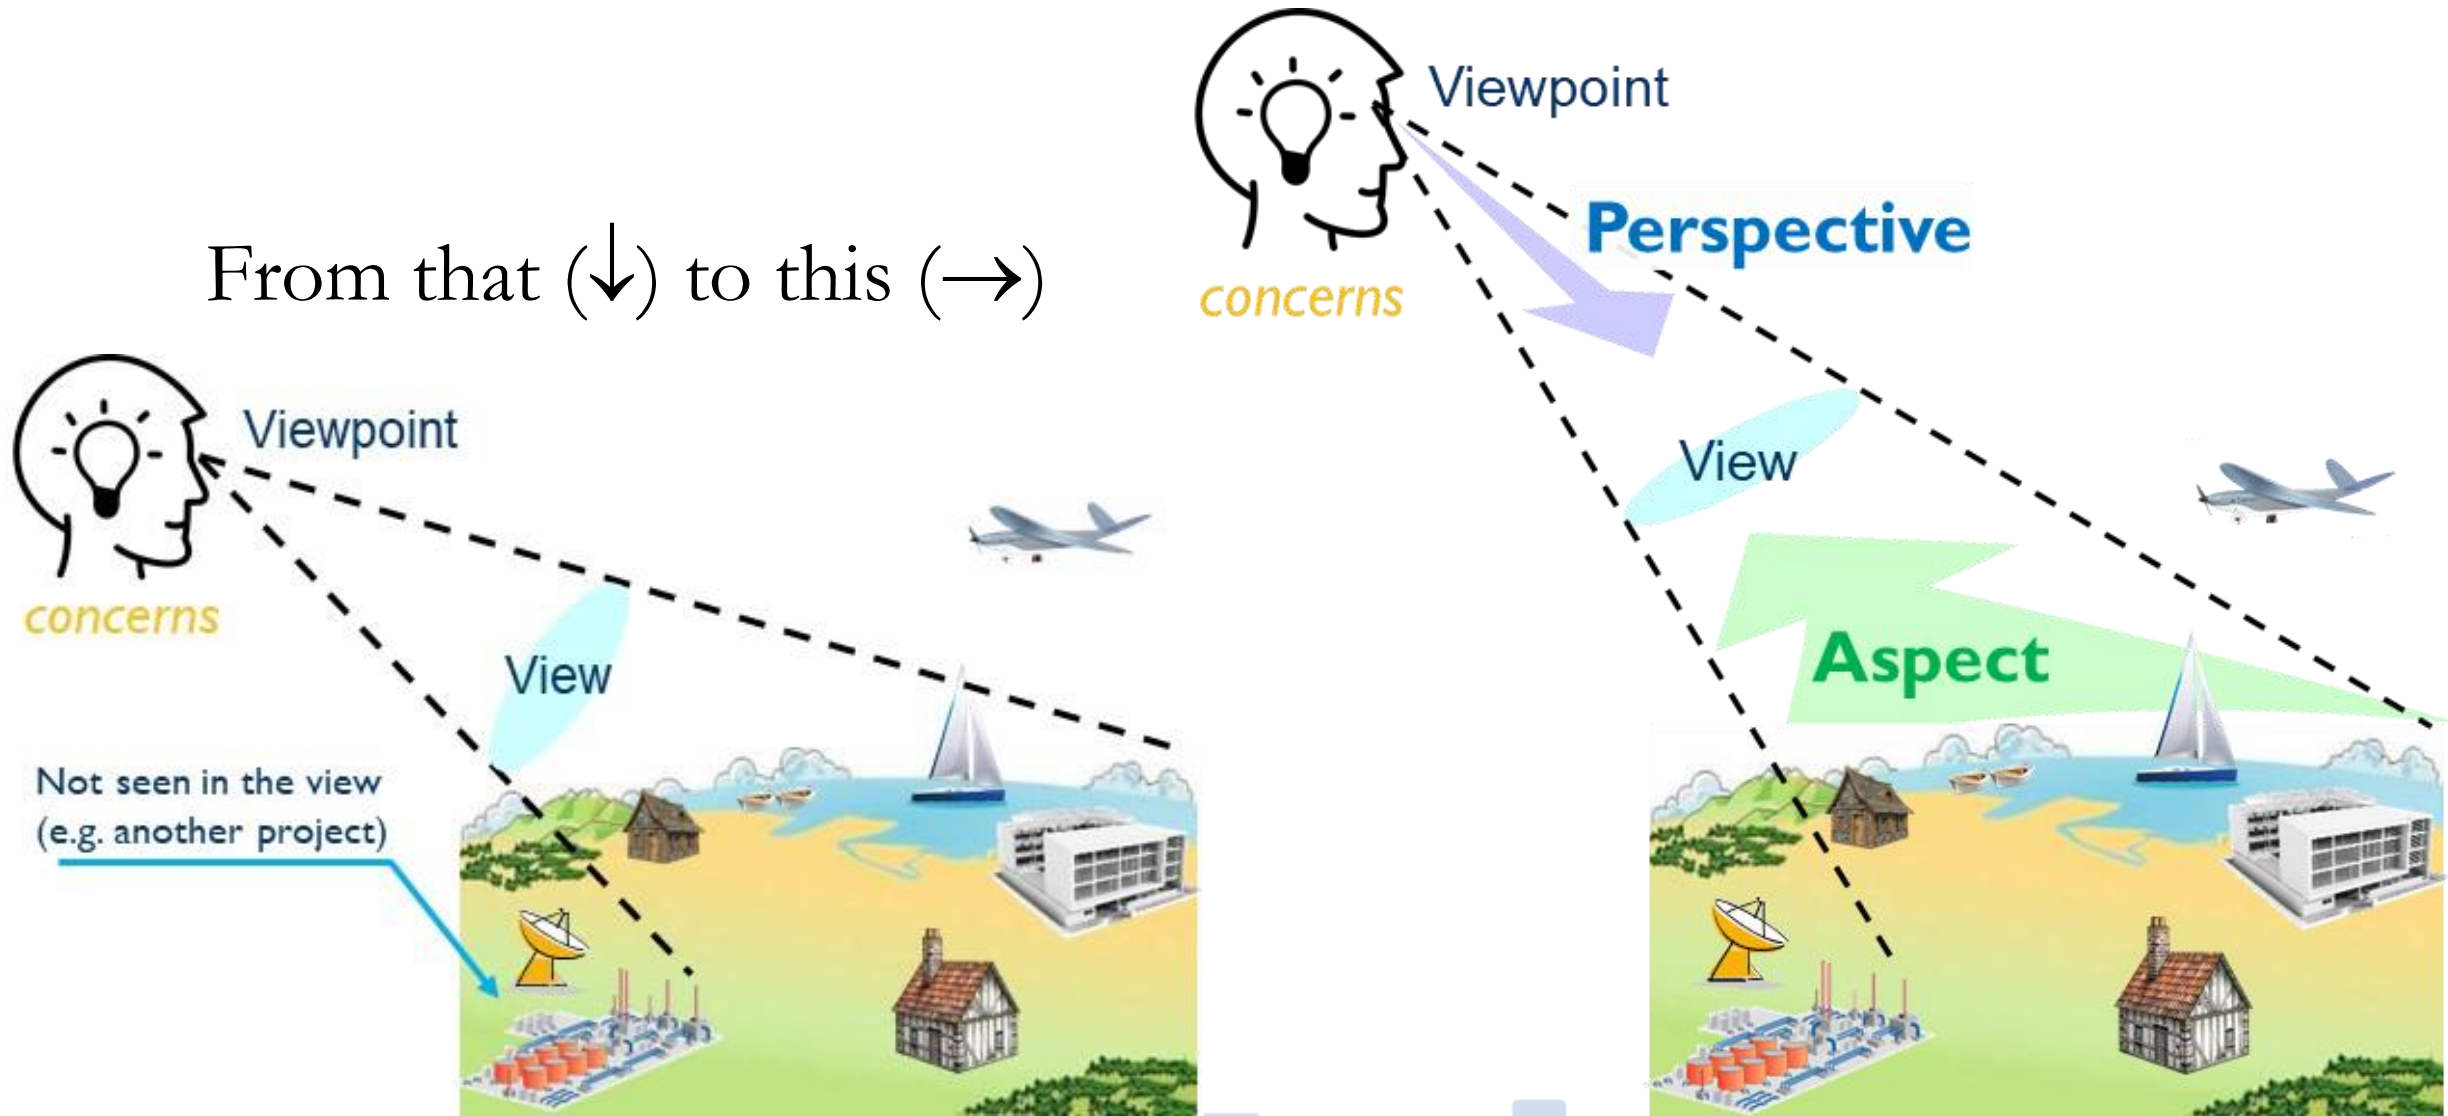 From that (↓) to this (→)
Viewpoint
concerns
View
Not seen in the view
(e.g. another project)
Viewpoint
Perspective
concerns
View
Aspect